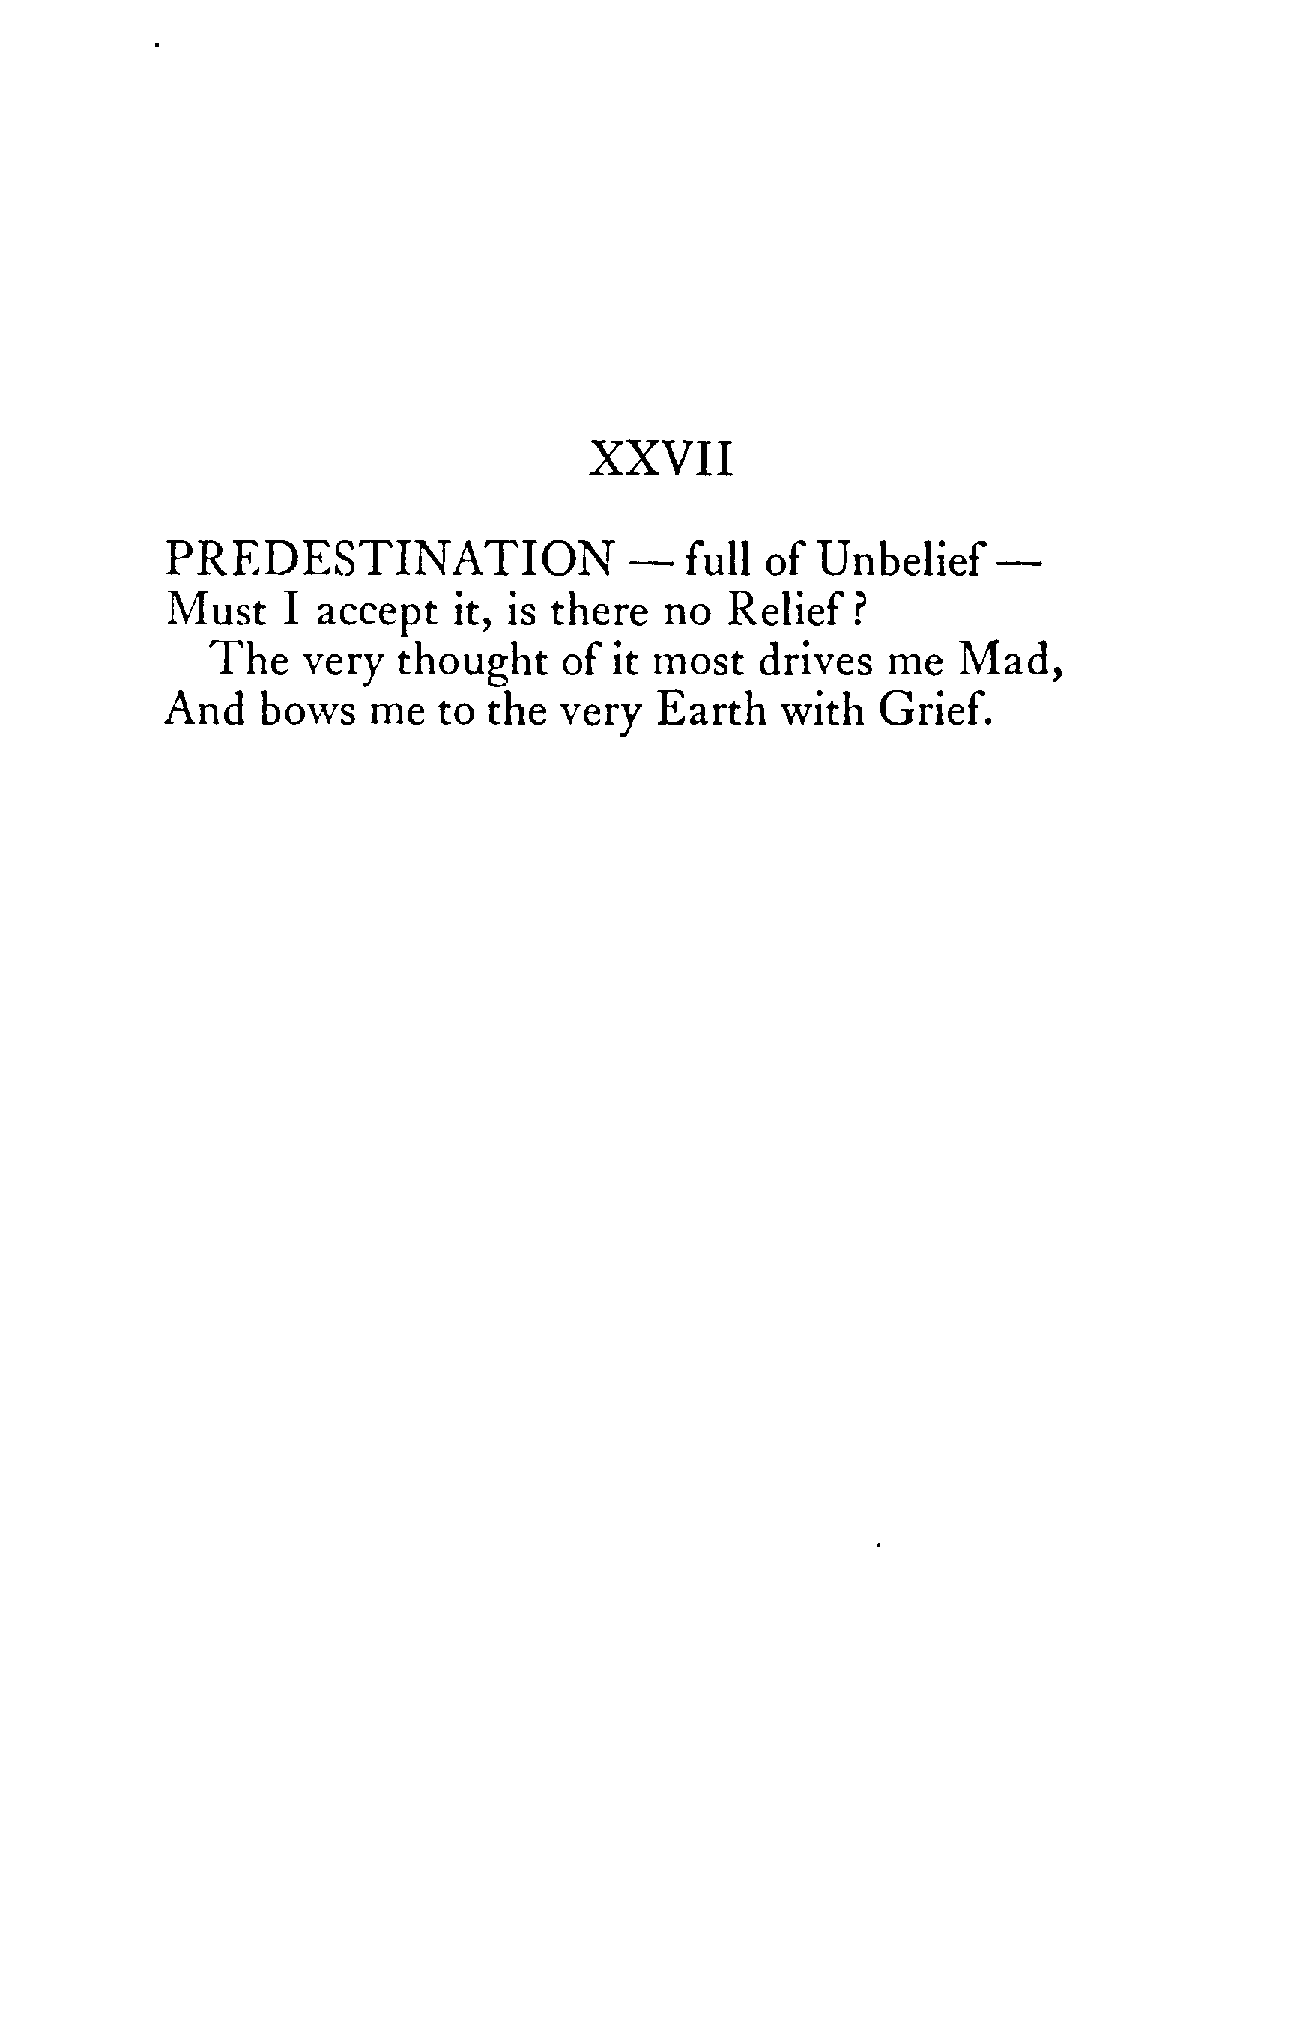 XXVII
PREDESTINATION — full of Unbelief —
Must I accept it, is there no Relief ?
The very thought of it most drives me Mad,
And bows me to the very Earth with Grief.